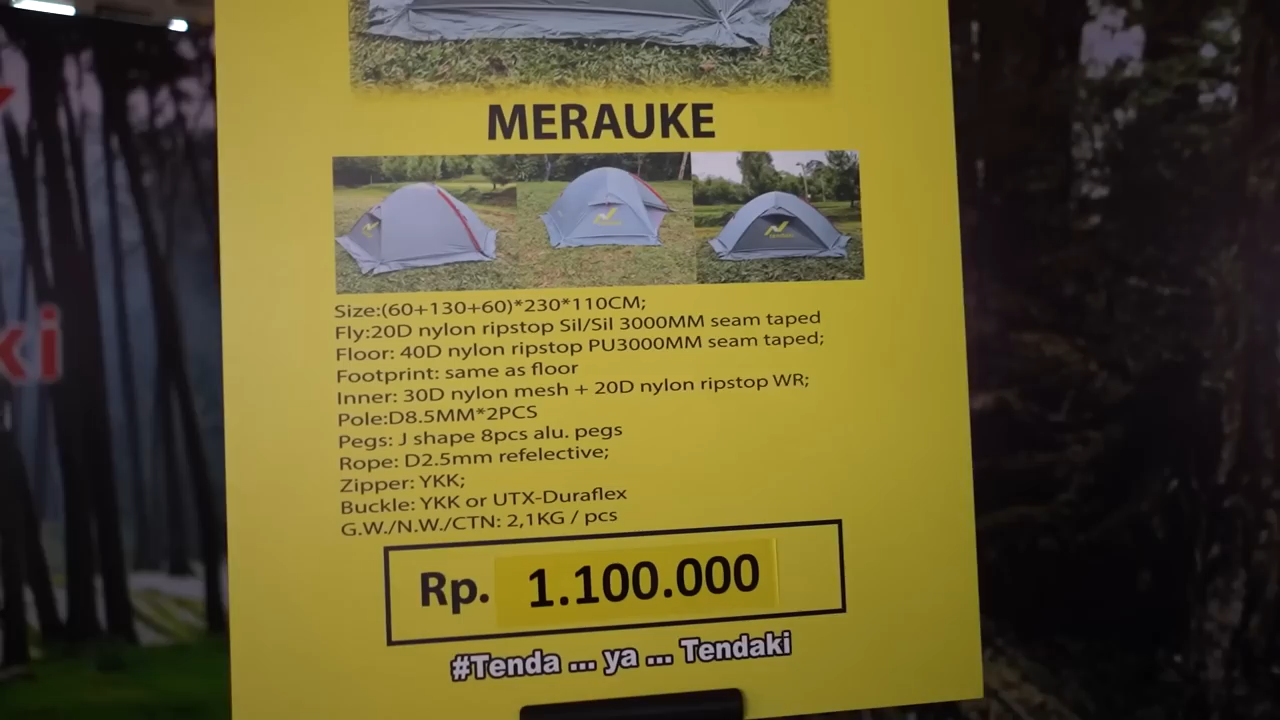 MERAUKE
Size:(60+130+60)*230*110CM;
Fly:20D nylon ripstop Sil/Sil 3000MM seam taped
Floor: 40D nylon ripstop PU3000MM seam taped;
Footprint: same as floor
Inner: 30D nylon mesh + 20D nylon ripstop WR;
Pole:D8.5MM*2PCS
Pegs: J shape 8pcs alu. pegs
Rope: D2.5mm refelective;
Zipper: YKK;
Buckle: YKK or UTX-Duraflex
G.W./N.W./CTN: 2,1KG / pcs
Rp. 1.100.000
#Tenda ... ya ... Tendaki
ki